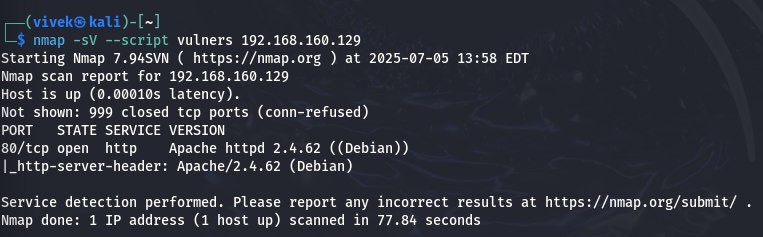 ┌──(vivek㉿kali)-[~]
└─$ nmap -sV --script vulners 192.168.160.129
Starting Nmap 7.94SVN ( https://nmap.org ) at 2025-07-05 13:58 EDT
Nmap scan report for 192.168.160.129
Host is up (0.00010s latency).
Not shown: 999 closed tcp ports (conn-refused)
PORT   STATE SERVICE VERSION
80/tcp open  http    Apache httpd 2.4.62 ((Debian))
|_http-server-header: Apache/2.4.62 (Debian)

Service detection performed. Please report any incorrect results at https://nmap.org/submit/ .
Nmap done: 1 IP address (1 host up) scanned in 77.84 seconds